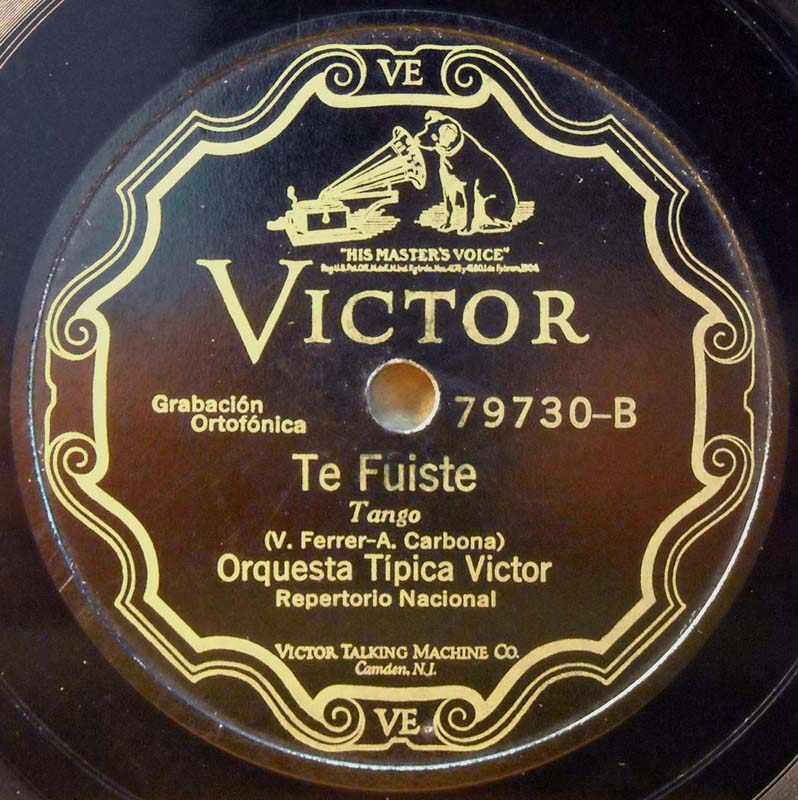 VE
"HIS MASTER'S VOICE"
VICTOR
Grabación
Ortofónica
79730-B
Te Fuiste
Tango
(V. Ferrer-A. Carbona)
Orquesta Típica Victor
Repertorio Nacional
VICTOR TALKING MACHINE CO.
Camden, N.J.
VE